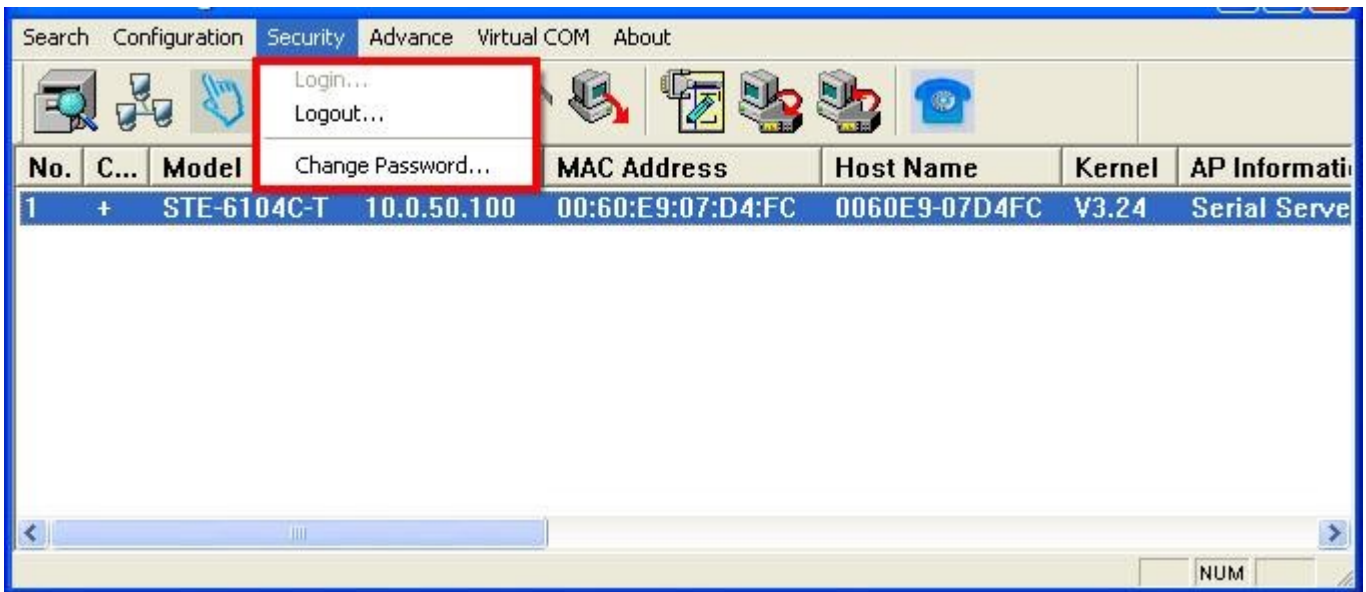 Search Configuration Security Advance Virtual COM About
Login...
Logout...
Change Password...
No. C... Model MAC Address Host Name Kernel AP Informati
1 + STE-6104C-T 10.0.50.100 00:60:E9:07:D4:FC 0060E9-07D4FC V3.24 Serial Serve
NUM